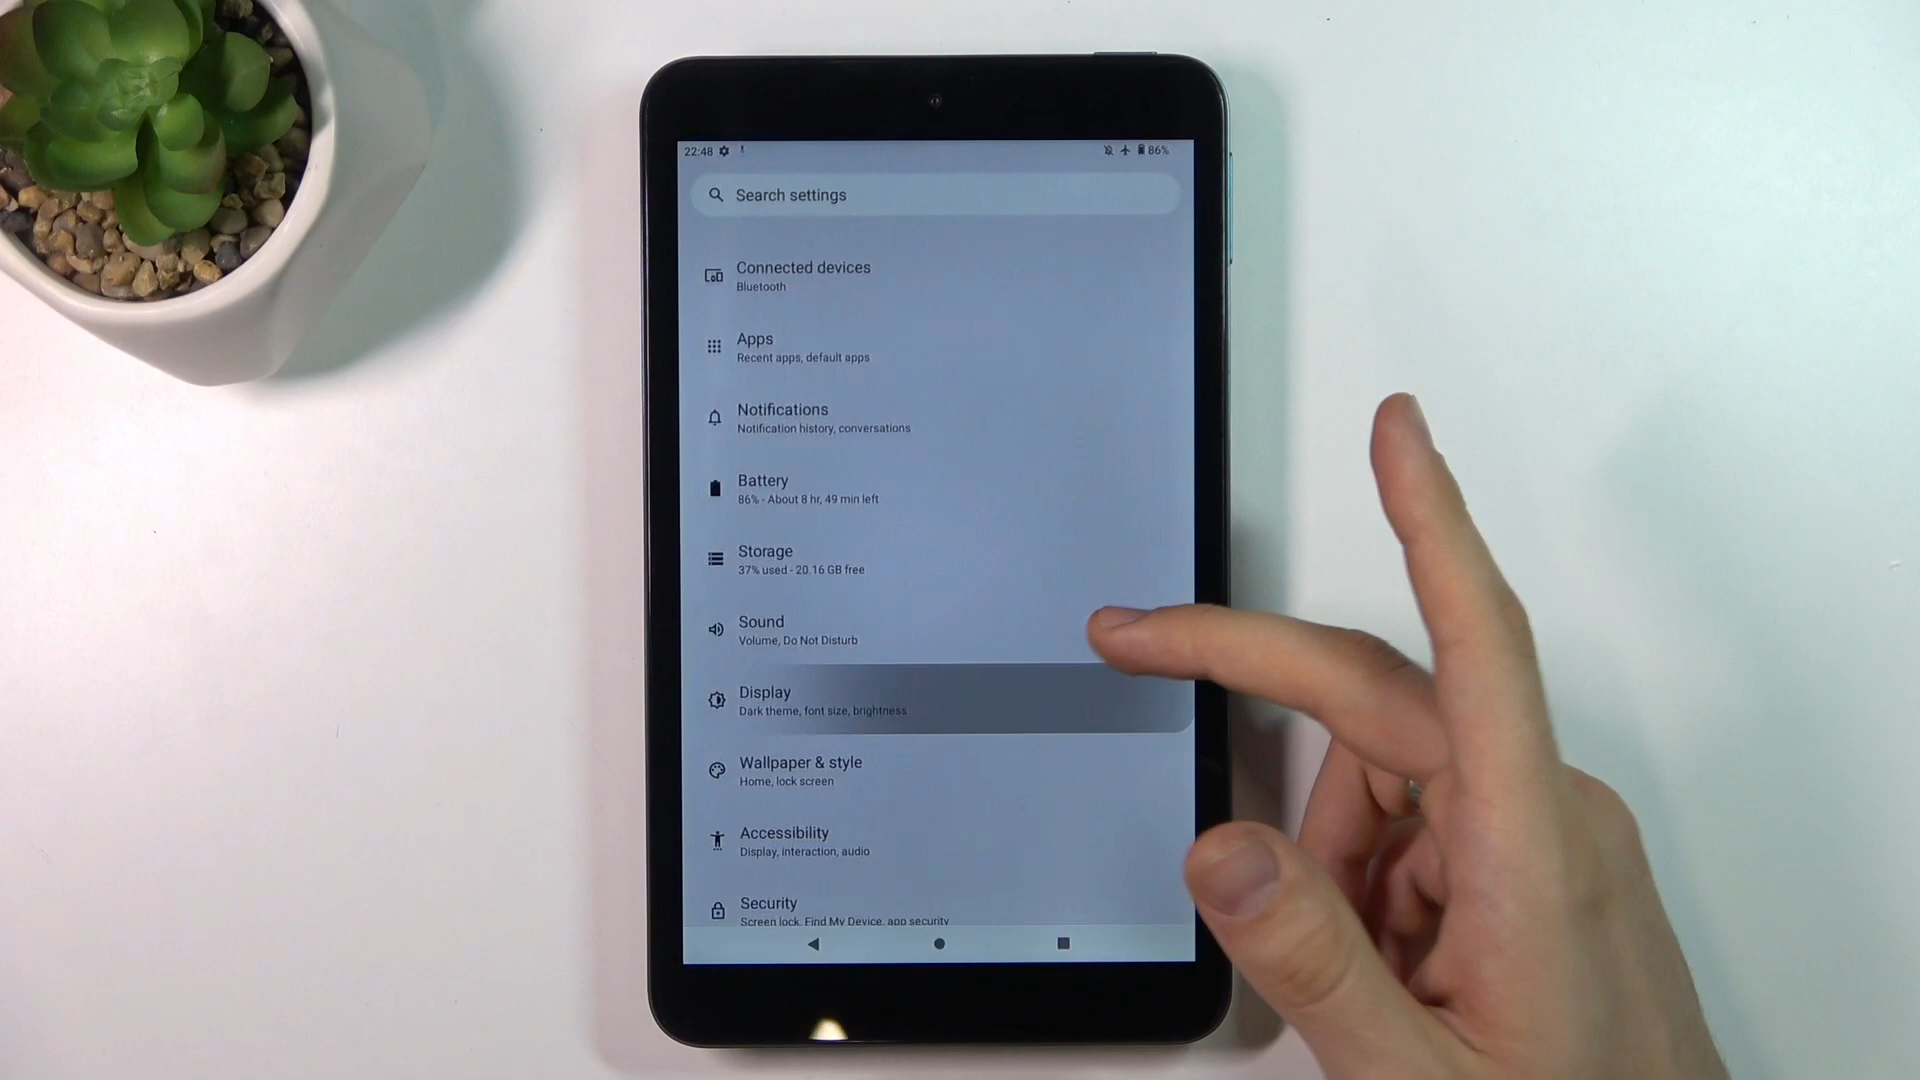 22:48
86%
Search settings
Connected devices
Bluetooth
Apps
Recent apps, default apps
Notifications
Notification history, conversations
Battery
86% - About 8 hr, 49 min left
Storage
37% used - 20.16 GB free
Sound
Volume, Do Not Disturb
Display
Dark theme, font size, brightness
Wallpaper & style
Home, lock screen
Accessibility
Display, interaction, audio
Security
Screen lock, Find My Device, app security